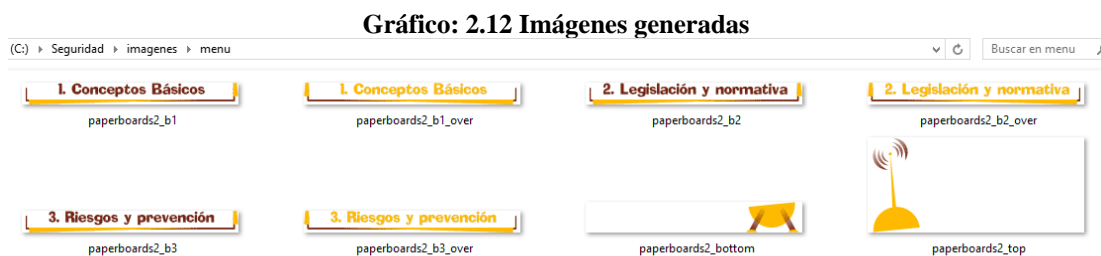 Gráfico: 2.12 Imágenes generadas
(C:) Seguridad imagenes menu
Buscar en menu
1. Conceptos Básicos
1. Conceptos Básicos
2. Legislación y normativa
2. Legislación y normativa
paperboards2_b1
paperboards2_b1_over
paperboards2_b2
paperboards2_b2_over
3. Riesgos y prevención
3. Riesgos y prevención
paperboards2_b3
paperboards2_b3_over
paperboards2_bottom
paperboards2_top